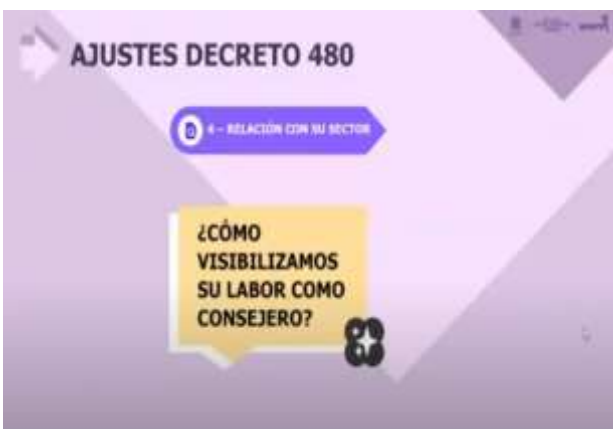 AJUSTES DECRETO 480
4 – RELACIÓN CON SU SECTOR
¿CÓMO
VISIBILIZAMOS
SU LABOR COMO
CONSEJERO?